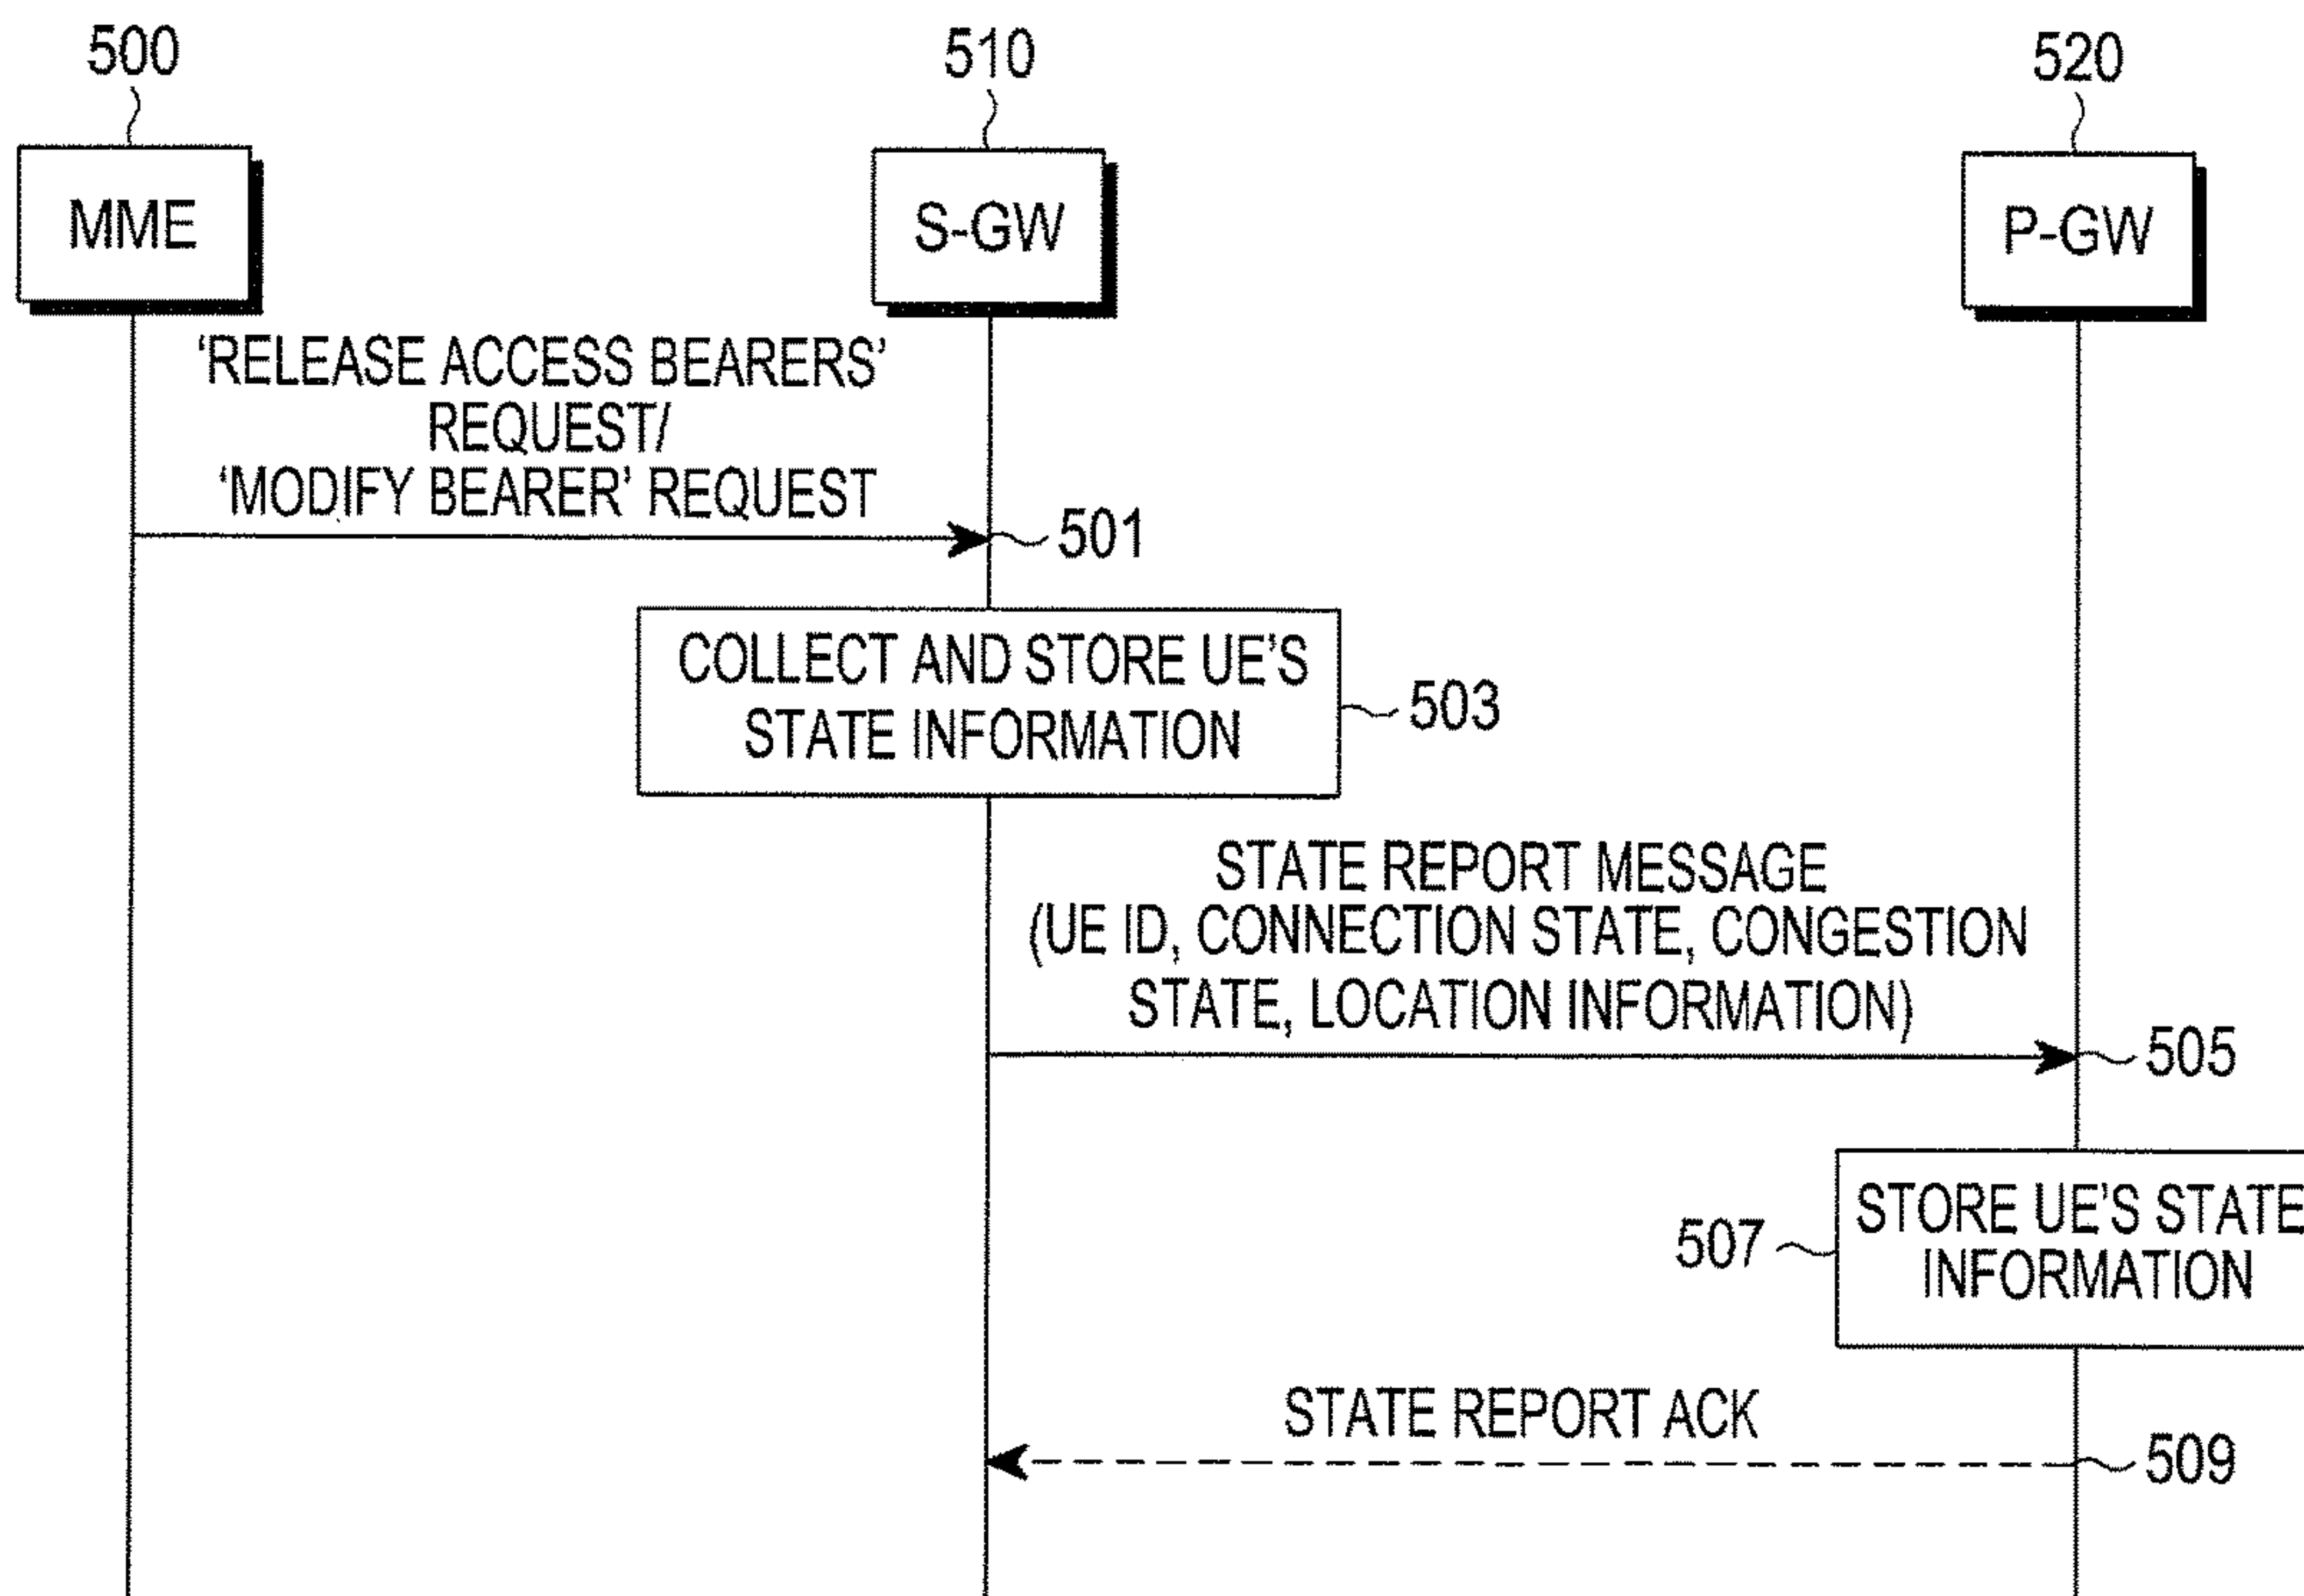 500
510
520
MME
S-GW
P-GW
‘RELEASE ACCESS BEARERS’
REQUEST/
‘MODIFY BEARER’ REQUEST
501
COLLECT AND STORE UE’S
STATE INFORMATION
503
STATE REPORT MESSAGE
(UE ID, CONNECTION STATE, CONGESTION
STATE, LOCATION INFORMATION)
505
507
STORE UE’S STATE
INFORMATION
STATE REPORT ACK
509